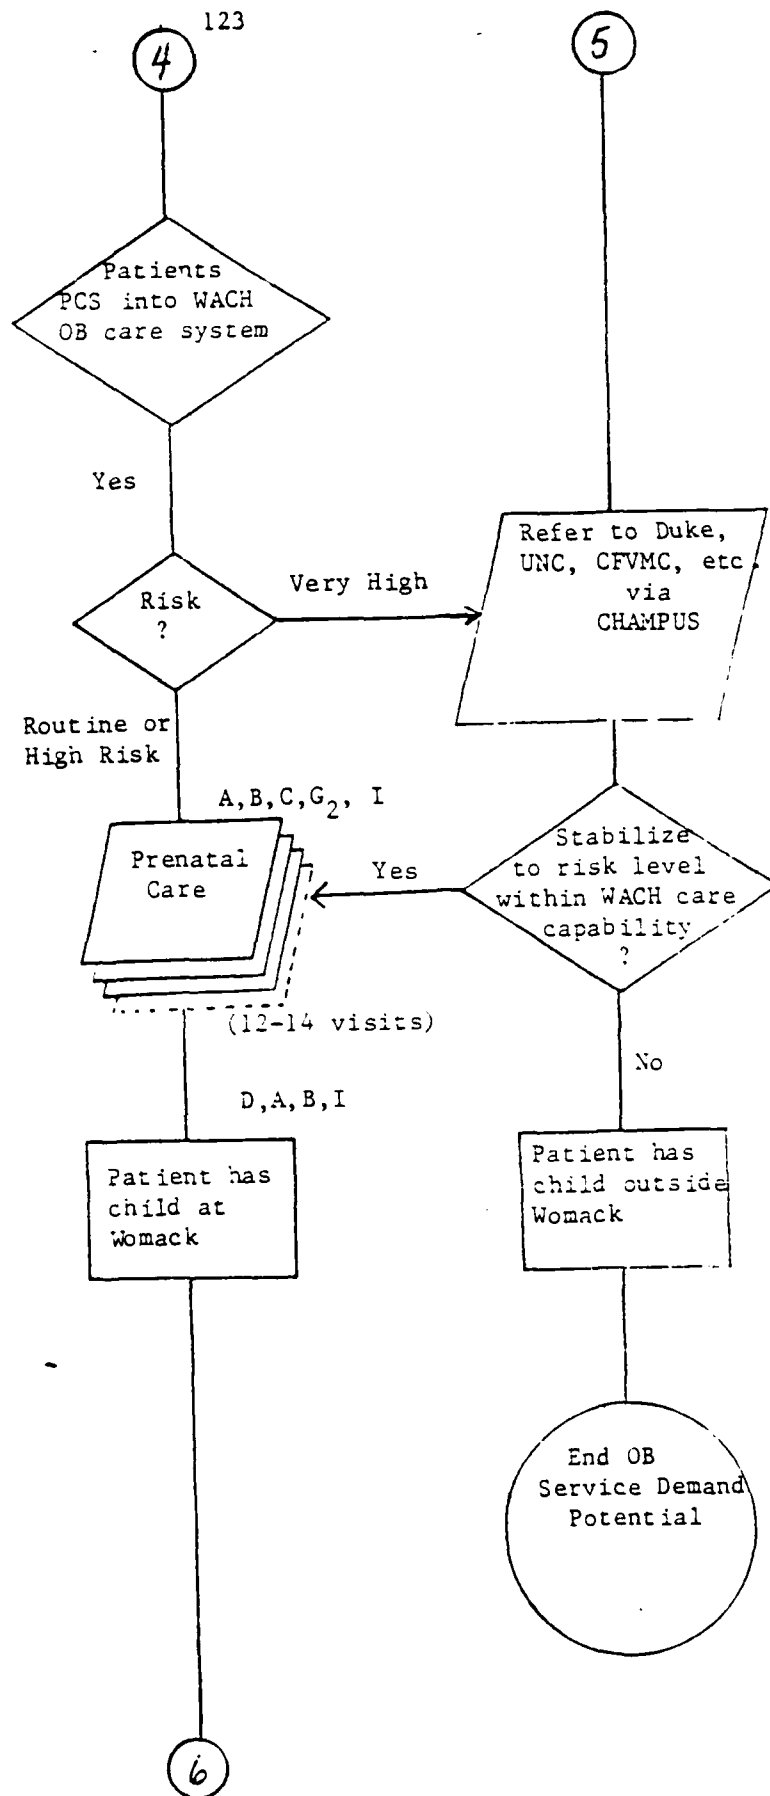 123
4
5
Patients
PCS into WACH
OB care system
Yes
Risk
?
Very High
Refer to Duke,
UNC, CFVMC, etc.
via
CHAMPUS
Routine or
High Risk
A,B,C,G₂, I
Prenatal
Care
(12-14 visits)
Yes
Stabilize
to risk level
within WACH care
capability
?
No
D,A,B,I
Patient has
child at
Womack
Patient has
child outside
Womack
End OB
Service Demand
Potential
6